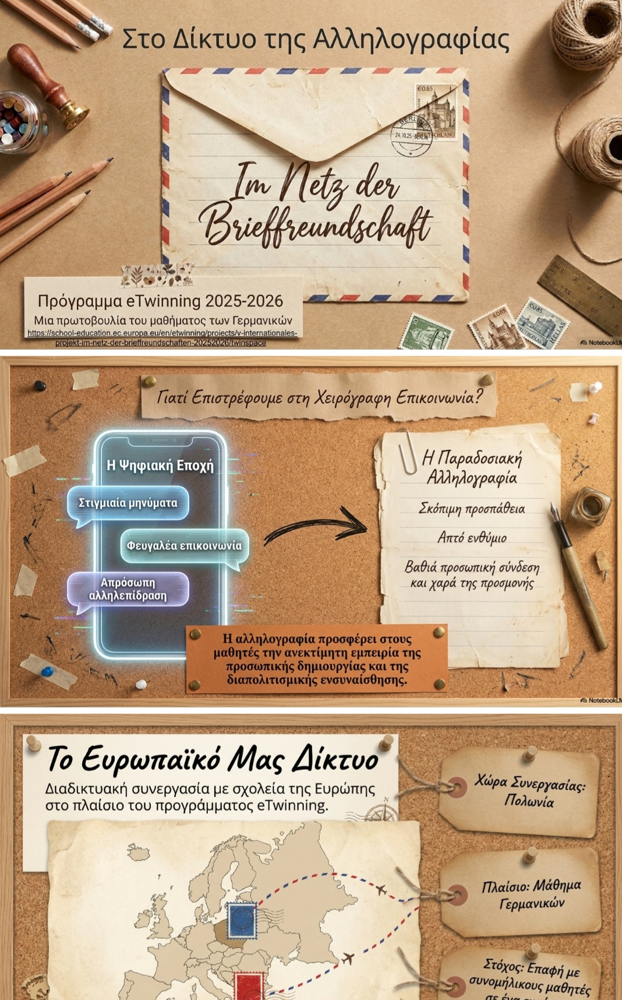 Στο Δίκτυο της Αλληλογραφίας
€0.65
BERLIN
24.10.25-BERLIN
Im Netz der
Brieffreundschaft
Πρόγραμμα eTwinning 2025-2026
Μια πρωτοβουλία του μαθήματος των Γερμανικών
https://school-education.ec.europa.eu/en/etwinning/projects/v-internationales-
projekt-im-netz-der-brieffreundschaften-20252026/twinspace
10
HELLAS
NotebookLM
Γιατί Επιστρέφουμε στη Χειρόγραφη Επικοινωνία?
Η Ψηφιακή Εποχή
Στιγμιαία μηνύματα
Φευγαλέα επικοινωνία
Απρόσωπη
αλληλεπίδραση
Η Παραδοσιακή
Αλληλογραφία
Σκόπιμη προσπάθεια
Απτό ενθύμιο
Βαθιά προσωπική σύνδεση
και χαρά της προσμονής
Η αλληλογραφία προσφέρει στους
μαθητές την ανεκτίμητη εμπειρία της
προσωπικής δημιουργίας και της
διαπολιτισμικής ενσυναίσθησης.
NotebookLM
Το Ευρωπαϊκό Μας Δίκτυο
Διαδικτυακή συνεργασία με σχολεία της Ευρώπης
στο πλαίσιο του προγράμματος eTwinning.
N
Χώρα Συνεργασίας:
Πολωνία
Πλαίσιο: Μάθημα
Γερμανικών
Στόχος: Επαφή με
συνομήλικους μαθητές
σε ένα